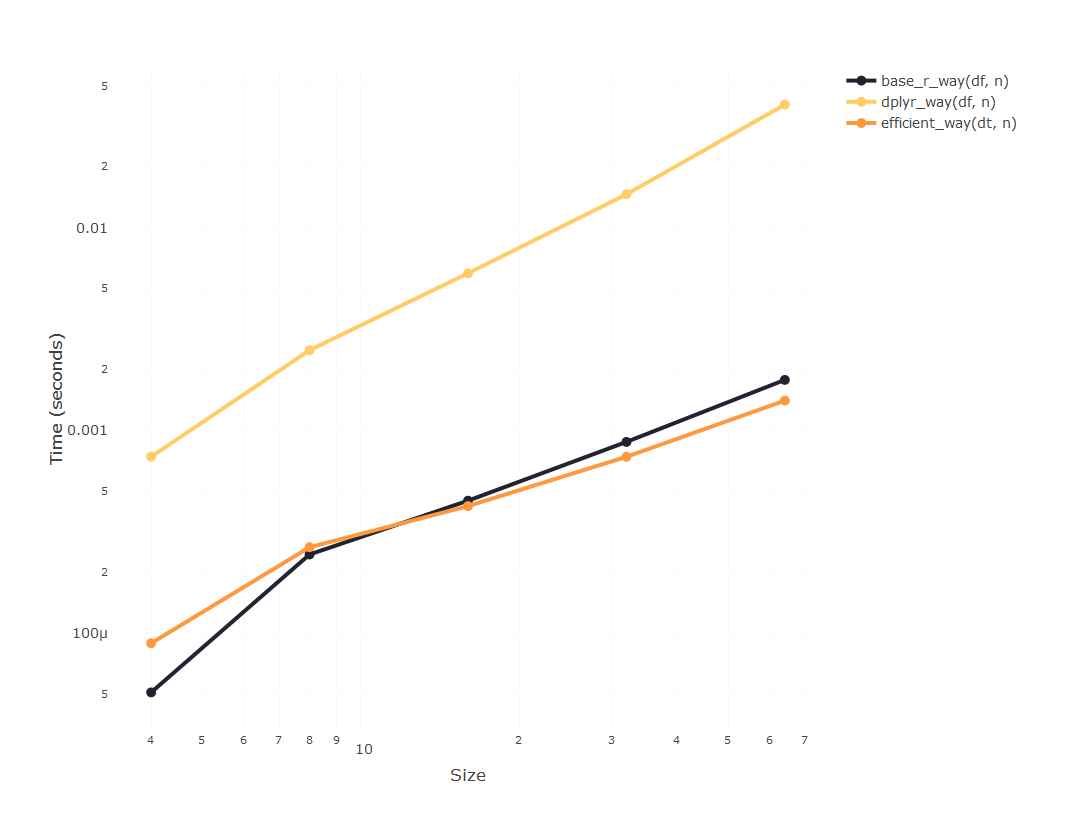 base_r_way(df, n)
dplyr_way(df, n)
efficient_way(dt, n)
5
2
0.01
5
2
0.001
5
2
100μ
5
Time (seconds)
4 5 6 7 8 9 10 2 3 4 5 6 7
Size